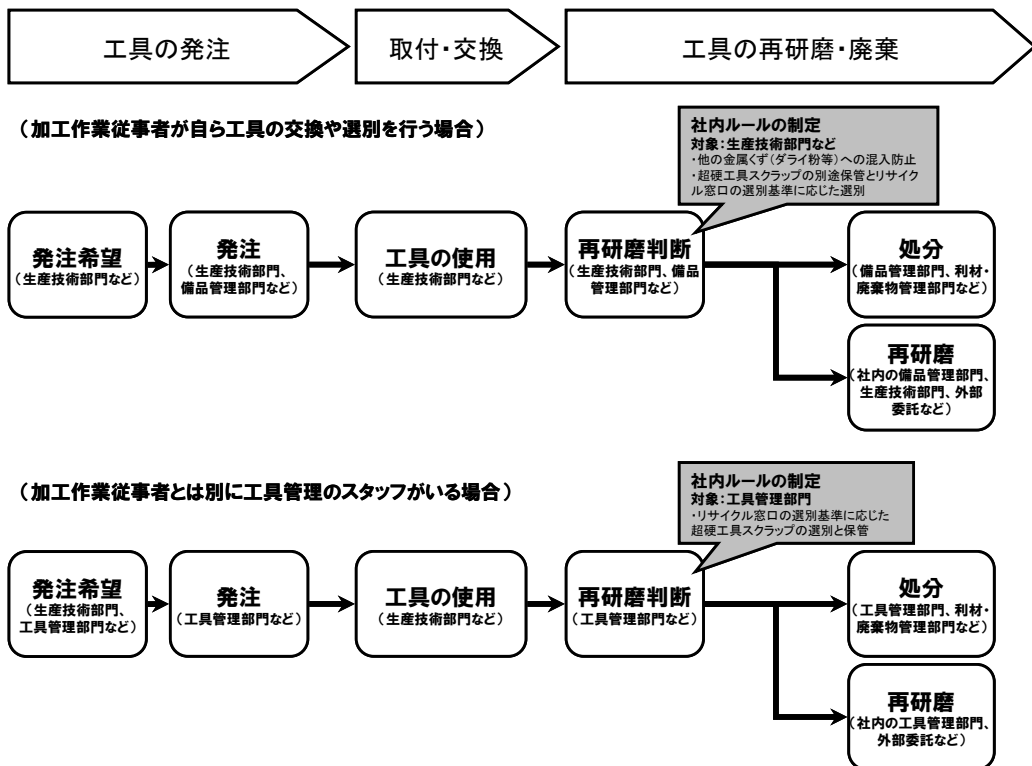 工具の発注
取付・交換
工具の再研磨・廃棄
（加工作業従事者が自ら工具の交換や選別を行う場合）
社内ルールの制定
対象：生産技術部門など
・他の金属くず（ダライ粉等）への混入防止
・超硬工具スクラップの別途保管とリサイク
ル窓口の選別基準に応じた選別
発注希望
（生産技術部門など）
発注
（生産技術部門、
備品管理部門など）
工具の使用
（生産技術部門など）
再研磨判断
（生産技術部門、備品
管理部門など）
処分
（備品管理部門、利材・
廃棄物管理部門など）
再研磨
（社内の備品管理部門、
生産技術部門、外部
委託など）
（加工作業従事者とは別に工具管理のスタッフがいる場合）
社内ルールの制定
対象：工具管理部門
・リサイクル窓口の選別基準に応じた
超硬工具スクラップの選別と保管
発注希望
（生産技術部門、
工具管理部門など）
発注
（工具管理部門など）
工具の使用
（生産技術部門など）
再研磨判断
（工具管理部門など）
処分
（工具管理部門、利材・
廃棄物管理部門など）
再研磨
（社内の工具管理部門、
外部委託など）